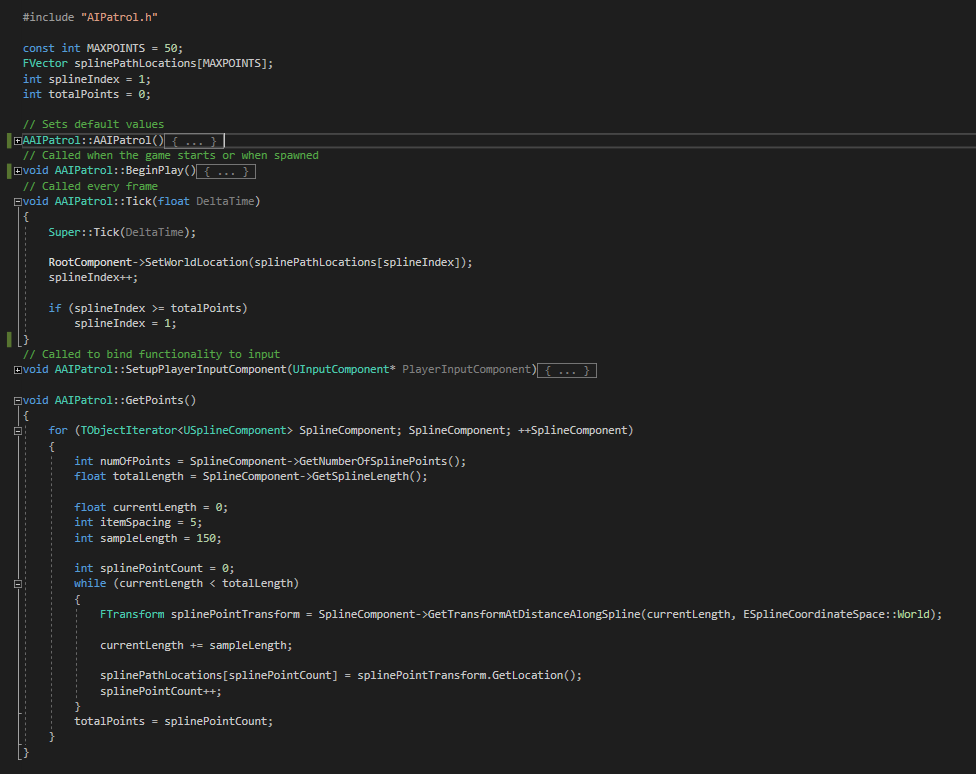 #include "AIPatrol.h"
const int MAXPOINTS = 50;
FVector splinePathLocations[MAXPOINTS];
int splineIndex = 1;
int totalPoints = 0;
// Sets default values
AAIPatrol::AAIPatrol(){ ... }
// Called when the game starts or when spawned
void AAIPatrol::BeginPlay(){ ... }
// Called every frame
void AAIPatrol::Tick(float DeltaTime)
{
Super::Tick(DeltaTime);
RootComponent->SetWorldLocation(splinePathLocations[splineIndex]);
splineIndex++;
if (splineIndex >= totalPoints)
splineIndex = 1;
}
// Called to bind functionality to input
void AAIPatrol::SetupPlayerInputComponent(UInputComponent* PlayerInputComponent){ ... }
void AAIPatrol::GetPoints()
{
for (TObjectIterator<USplineComponent> SplineComponent; SplineComponent; ++SplineComponent)
{
int numOfPoints = SplineComponent->GetNumberOfSplinePoints();
float totalLength = SplineComponent->GetSplineLength();
float currentLength = 0;
int itemSpacing = 5;
int sampleLength = 150;
int splinePointCount = 0;
while (currentLength < totalLength)
{
FTransform splinePointTransform = SplineComponent->GetTransformAtDistanceAlongSpline(currentLength, ESplineCoordinateSpace::World);
currentLength += sampleLength;
splinePathLocations[splinePointCount] = splinePointTransform.GetLocation();
splinePointCount++;
}
totalPoints = splinePointCount;
}
}